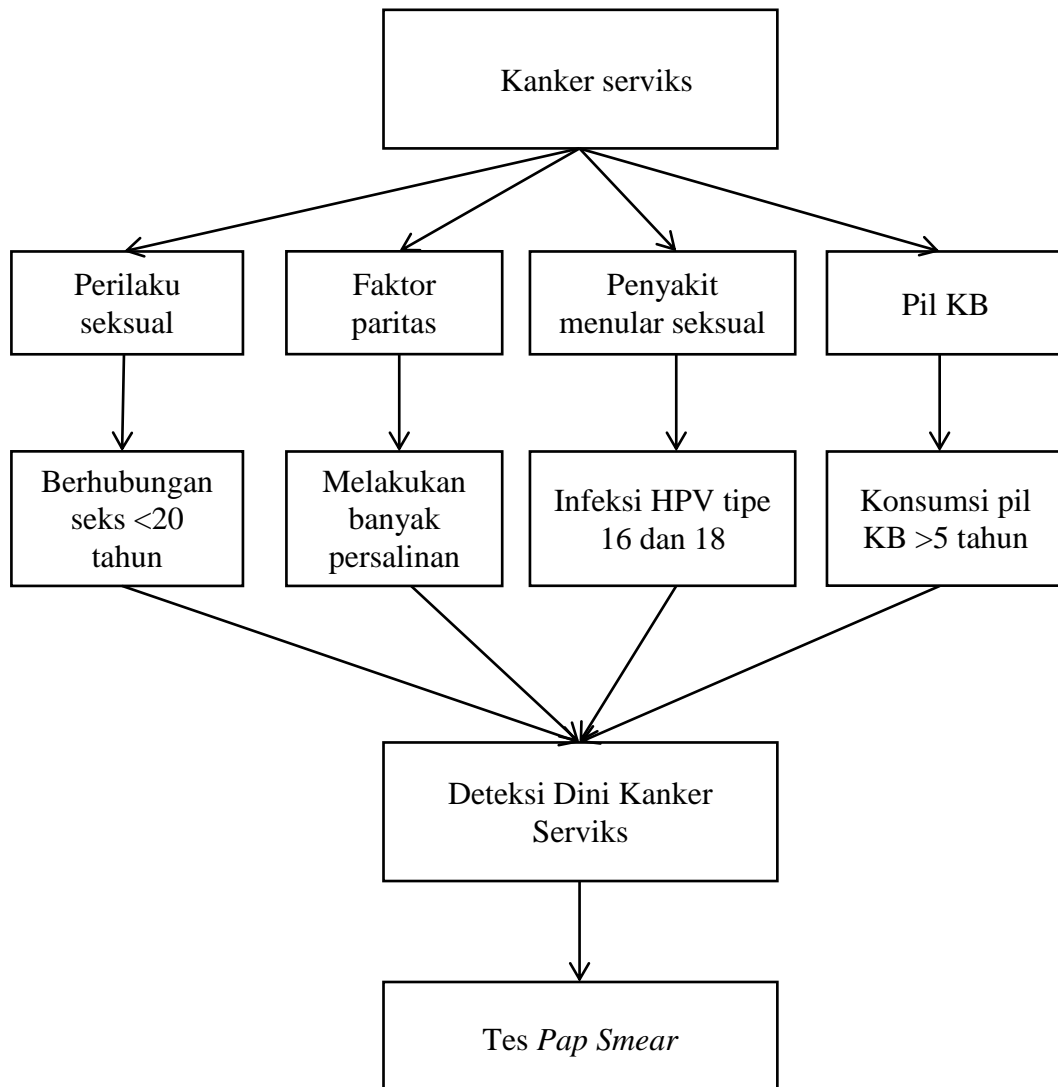 Kanker serviks
Perilaku
seksual
Faktor
paritas
Penyakit
menular seksual
Pil KB
Berhubungan
seks <20
tahun
Melakukan
banyak
persalinan
Infeksi HPV tipe
16 dan 18
Konsumsi pil
KB >5 tahun
Deteksi Dini Kanker
Serviks
Tes Pap Smear